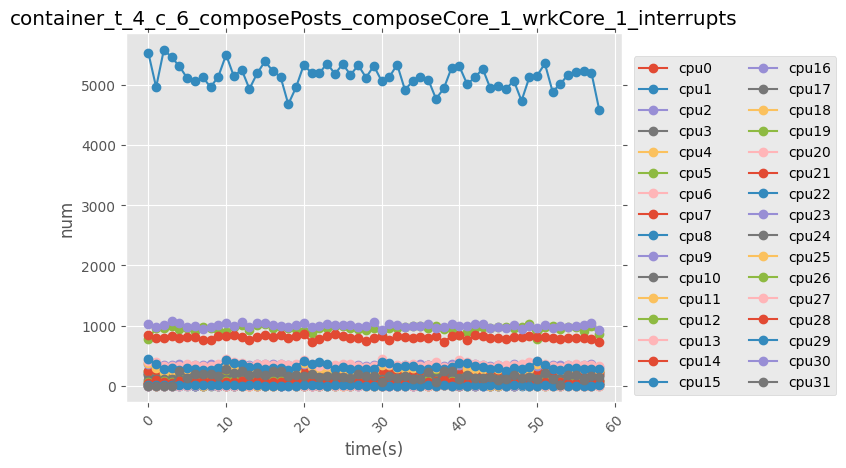 container_t_4_c_6_composePosts_composeCore_1_wrkCore_1_interrupts
5000
4000
3000
2000
1000
0
num
0 10 20 30 40 50 60
time(s)
cpu0 cpu16
cpu1 cpu17
cpu2 cpu18
cpu3 cpu19
cpu4 cpu20
cpu5 cpu21
cpu6 cpu22
cpu7 cpu23
cpu8 cpu24
cpu9 cpu25
cpu10 cpu26
cpu11 cpu27
cpu12 cpu28
cpu13 cpu29
cpu14 cpu30
cpu15 cpu31